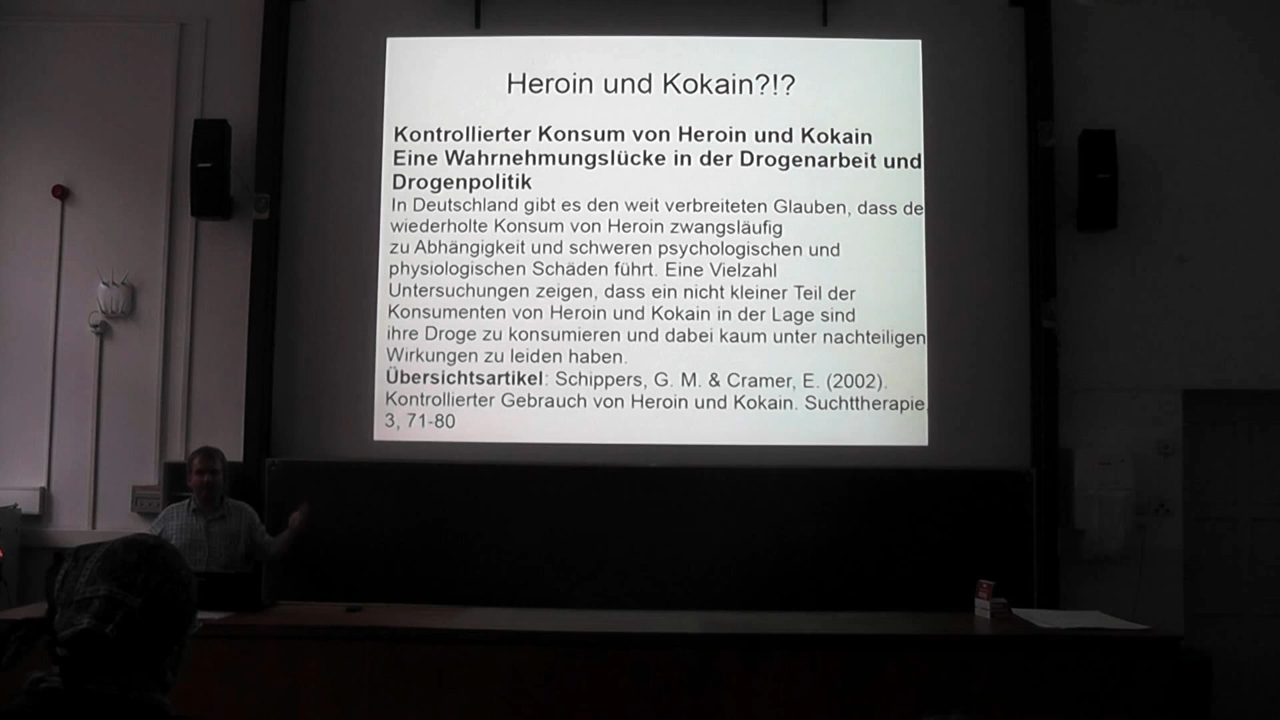 Heroin und Kokain?!?
Kontrollierter Konsum von Heroin und Kokain
Eine Wahrnehmungslücke in der Drogenarbeit und
Drogenpolitik
In Deutschland gibt es den weit verbreiteten Glauben, dass de
wiederholte Konsum von Heroin zwangsläufig
zu Abhängigkeit und schweren psychologischen und
physiologischen Schäden führt. Eine Vielzahl
Untersuchungen zeigen, dass ein nicht kleiner Teil der
Konsumenten von Heroin und Kokain in der Lage sind
ihre Droge zu konsumieren und dabei kaum unter nachteiligen
Wirkungen zu leiden haben.
Übersichtsartikel: Schippers, G. M. & Cramer, E. (2002).
Kontrollierter Gebrauch von Heroin und Kokain. Suchttherapie
3, 71-80